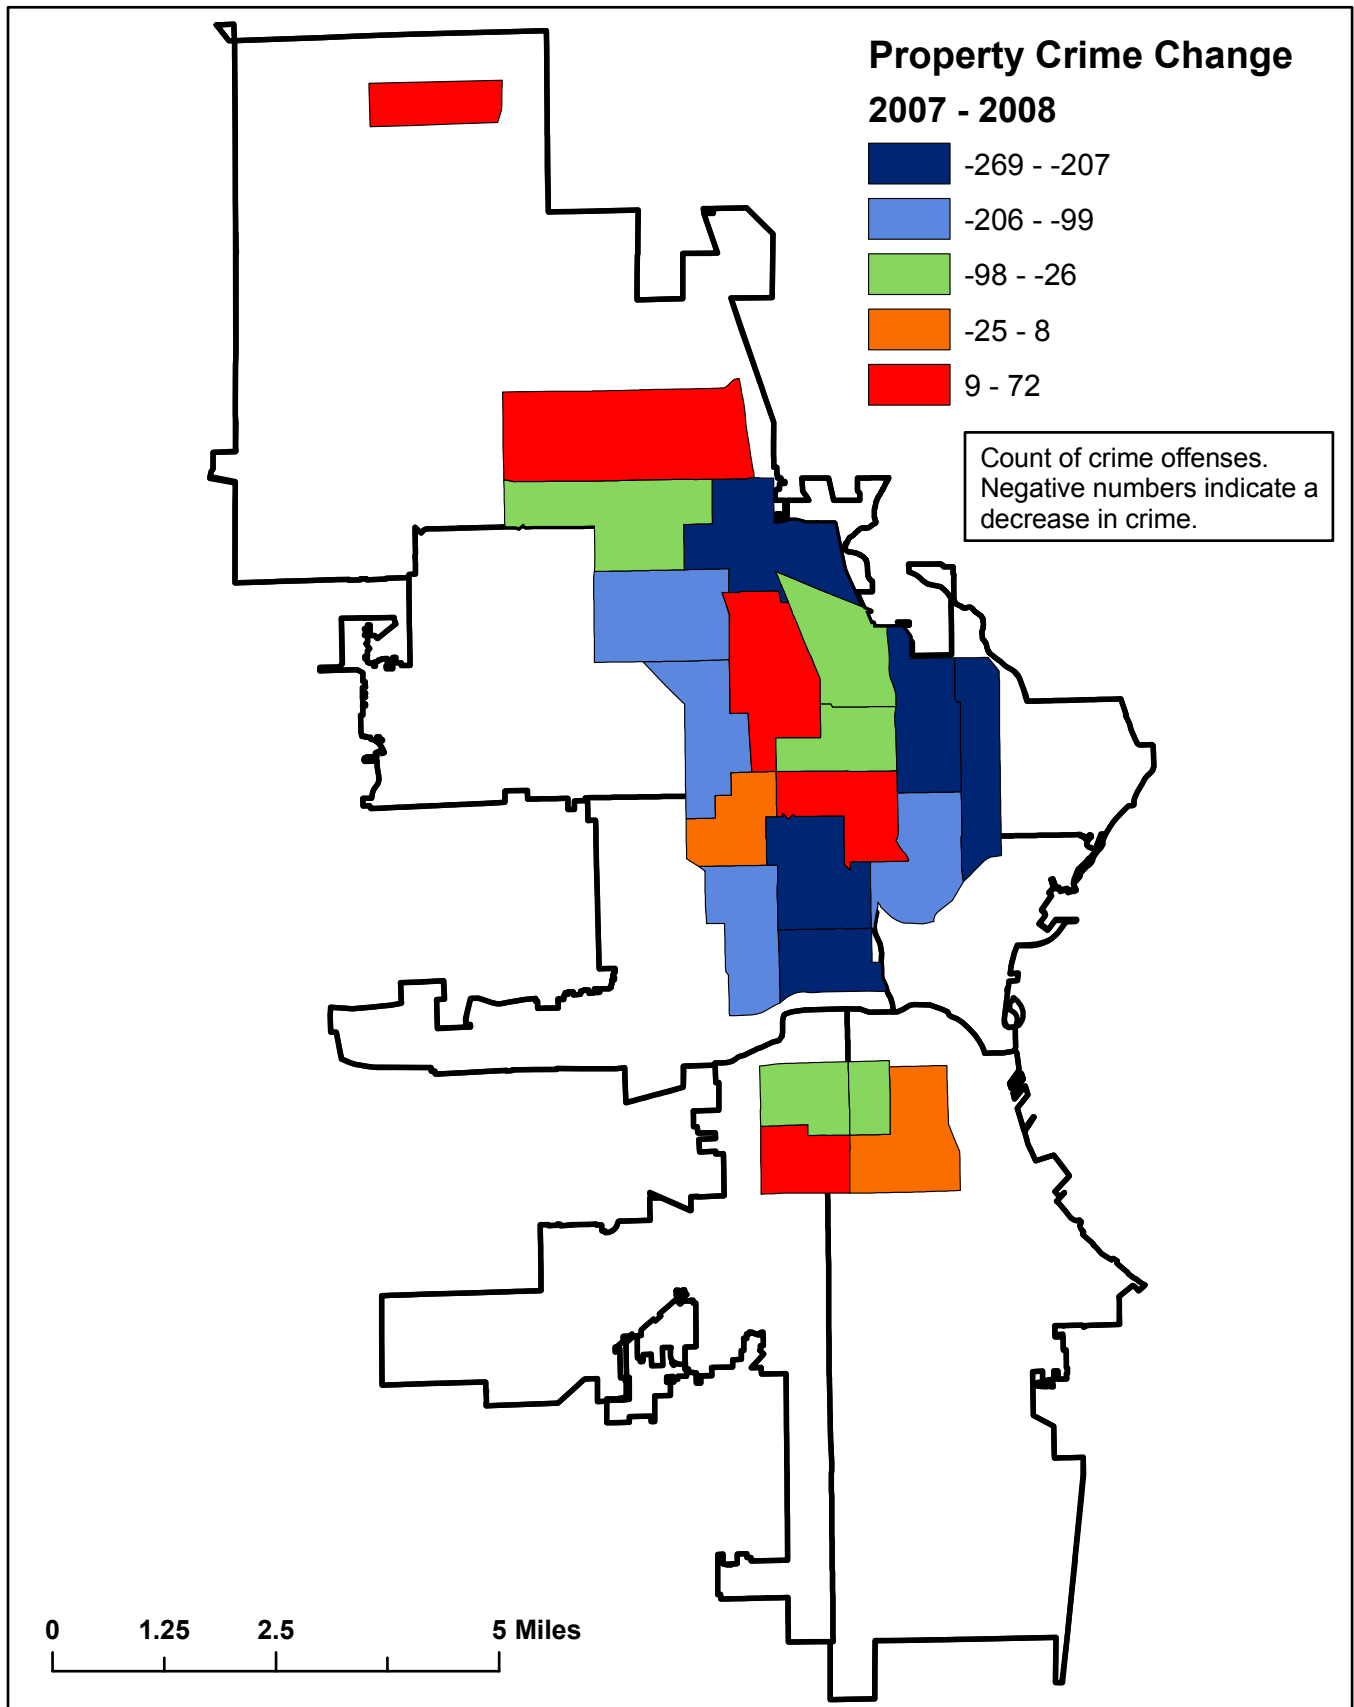 Property Crime Change
2007 - 2008
-269 - -207
-206 - -99
-98 - -26
-25 - 8
9 - 72
Count of crime offenses.
Negative numbers indicate a
decrease in crime.
0 1.25 2.5 5 Miles